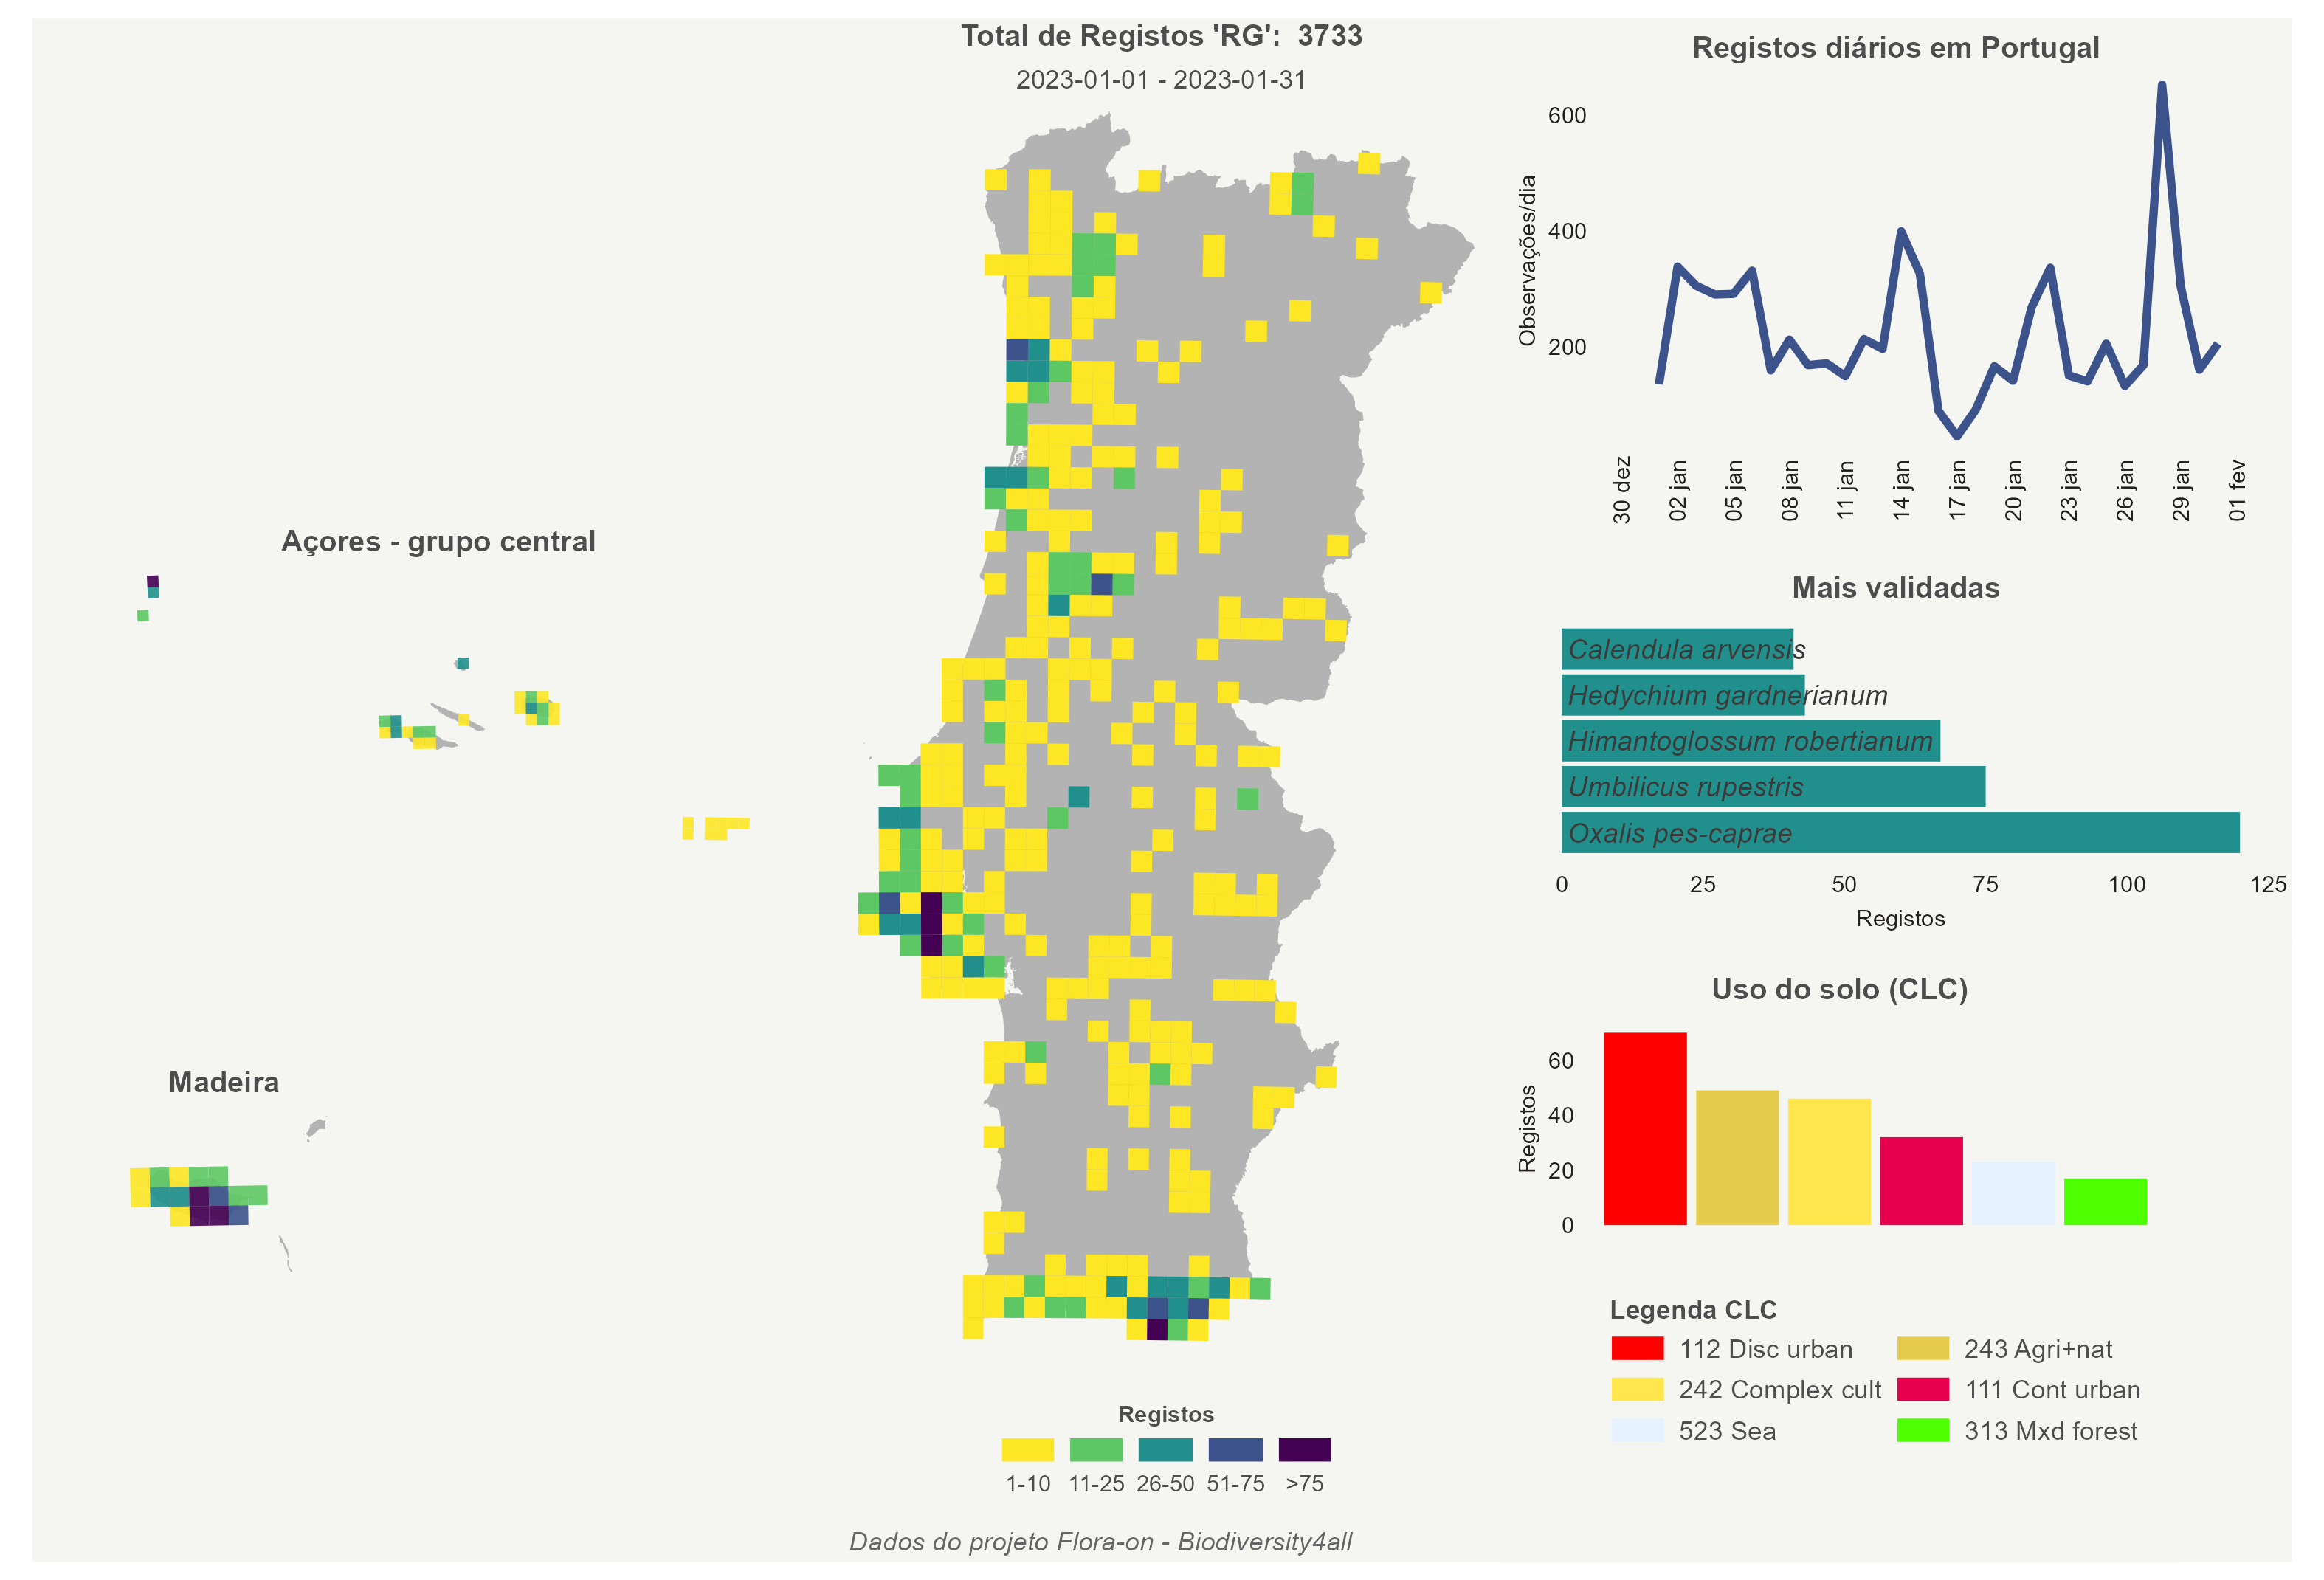 Total de Registos 'RG':  3733
2023-01-01 - 2023-01-31
Açores - grupo central
Madeira
Registos
1-10 11-25 26-50 51-75 >75
Dados do projeto Flora-on - Biodiversity4all
Registos diários em Portugal
Observações/dia
600
400
200
30 dez 02 jan 05 jan 08 jan 11 jan 14 jan 17 jan 20 jan 23 jan 26 jan 29 jan 01 fev
Mais validadas
Calendula arvensis
Hedychium gardnerianum
Himantoglossum robertianum
Umbilicus rupestris
Oxalis pes-caprae
0 25 50 75 100 125
Registos
Uso do solo (CLC)
Registos
60
40
20
0
Legenda CLC
112 Disc urban 243 Agri+nat
242 Complex cult 111 Cont urban
523 Sea 313 Mxd forest